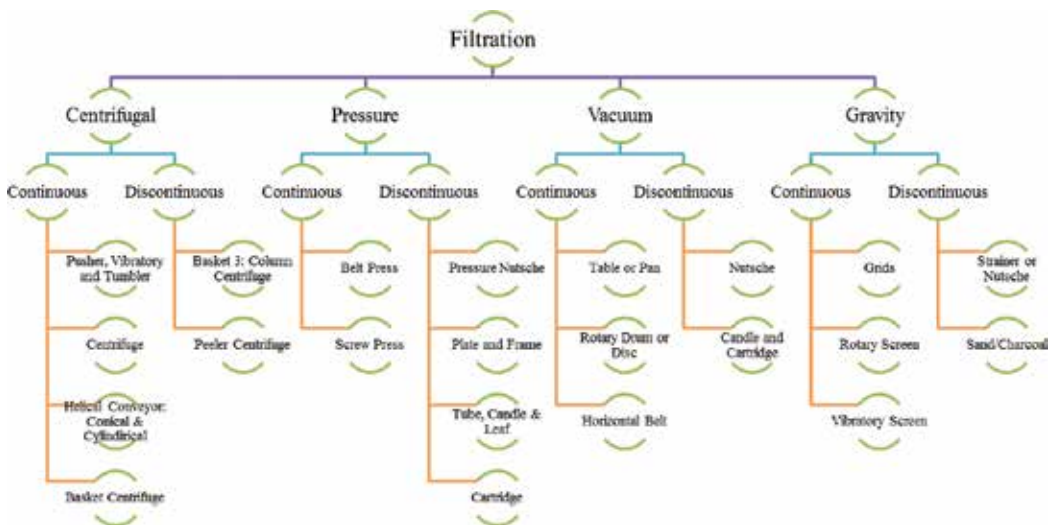 Filtration
Centrifugal
Pressure
Vacuum
Gravity
Continuous
Discontinuous
Continuous
Discontinuous
Continuous
Discontinuous
Continuous
Discontinuous
Pusher, Vibratory
and Tumbler
Centrifuge
Helical Conveyor:
Conical &
Cylindirical
Basket Centrifuge
Basket 3: Column
Centrifuge
Peeler Centrifuge
Belt Press
Screw Press
Pressure Nutsche
Plate and Frame
Tube, Candle &
Leaf
Cartridge
Table or Pan
Rotary Drum or
Disc
Horizontal Belt
Nutsche
Candle and
Cartridge
Grids
Rotary Screen
Vibratory Screen
Strainer or
Nutsche
Sand/Charcoal